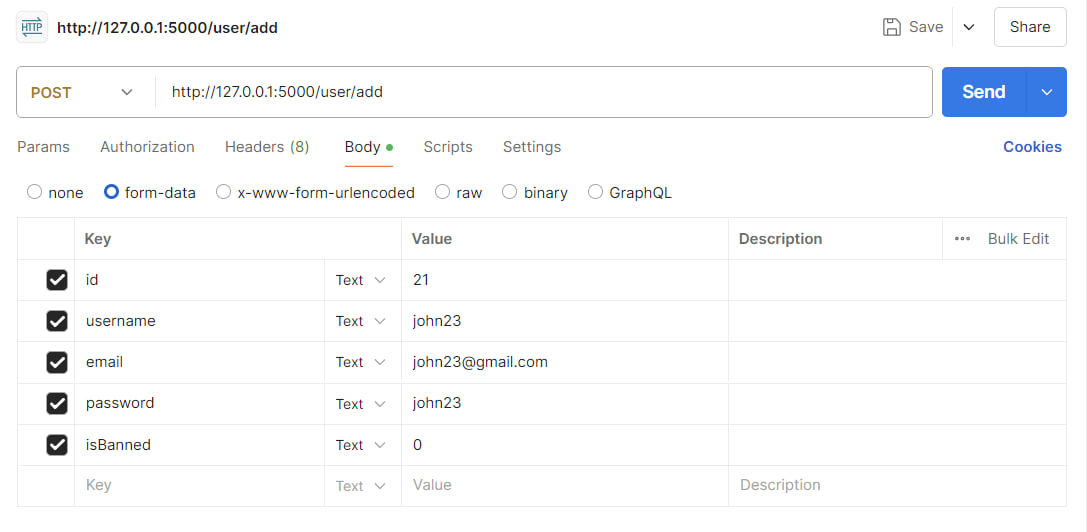 HTTP http://127.0.0.1:5000/user/add Save Share
POST http://127.0.0.1:5000/user/add Send
Params Authorization Headers (8) Body Scripts Settings Cookies
none form-data x-www-form-urlencoded raw binary GraphQL
Key Value Description ••• Bulk Edit
id Text 21
username Text john23
email Text john23@gmail.com
password Text john23
isBanned Text 0
Key Text Value Description